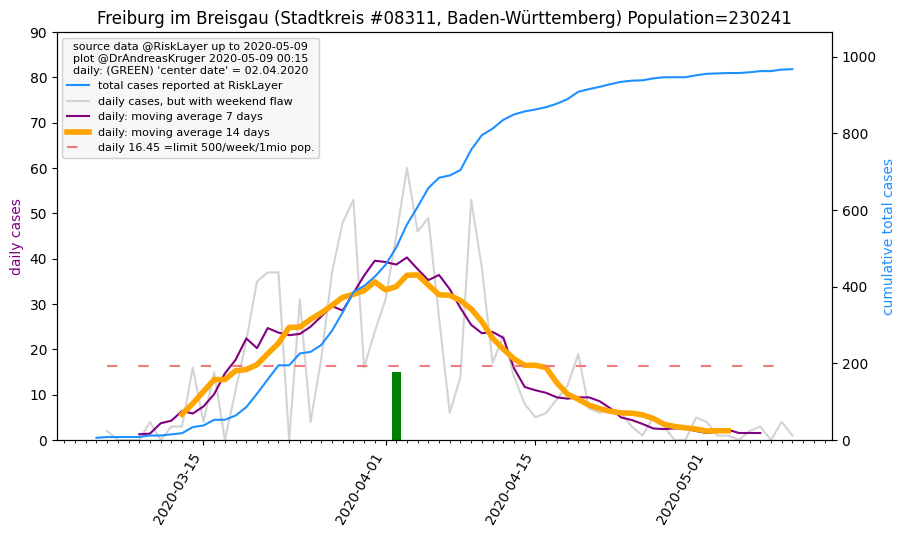 Freiburg im Breisgau (Stadtkreis #08311, Baden-Württemberg) Population=230241
source data @RiskLayer up to 2020-05-09
plot @DrAndreasKruger 2020-05-09 00:15
daily: (GREEN) 'center date' = 02.04.2020
total cases reported at RiskLayer
daily cases, but with weekend flaw
daily: moving average 7 days
daily: moving average 14 days
daily 16.45 =limit 500/week/1mio pop.
daily cases
90
80
70
60
50
40
30
20
10
0
cumulative total cases
1000
800
600
400
200
0
2020-03-15
2020-04-01
2020-04-15
2020-05-01